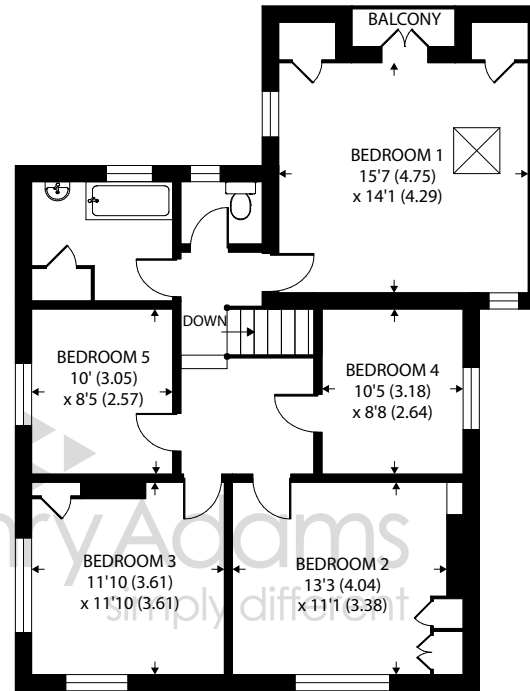 BALCONY
BEDROOM 1
15'7 (4.75)
x 14'1 (4.29)
DOWN
BEDROOM 5
10' (3.05)
x 8'5 (2.57)
BEDROOM 4
10'5 (3.18)
x 8'8 (2.64)
BEDROOM 3
11'10 (3.61)
x 11'10 (3.61)
BEDROOM 2
13'3 (4.04)
x 11'1 (3.38)
nryAdams
simply different